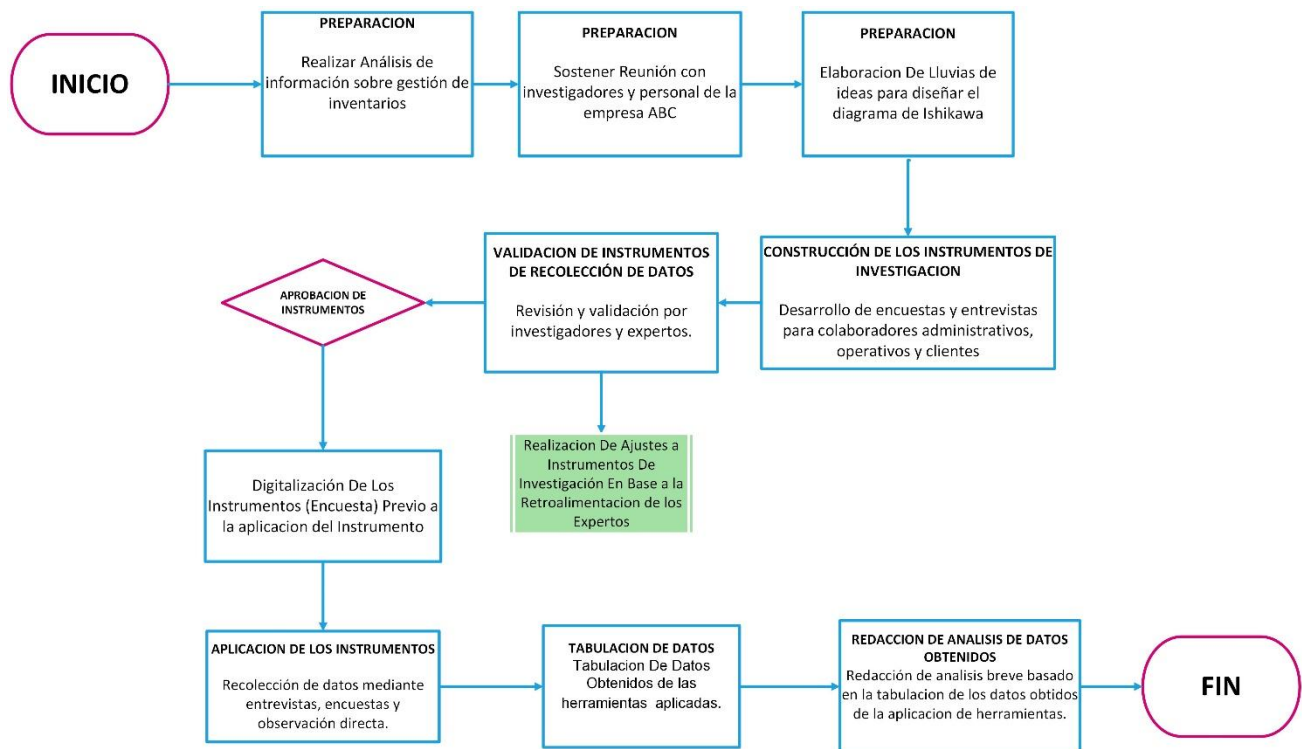 INICIO
PREPARACION
Realizar Análisis de
información sobre gestión de
inventarios
PREPARACION
Sostener Reunión con
investigadores y personal de la
empresa ABC
PREPARACION
Elaboracion De Lluvias de
ideas para diseñar el
diagrama de Ishikawa
CONSTRUCCIÓN DE LOS INSTRUMENTOS DE
INVESTIGACION
Desarrollo de encuestas y entrevistas
para colaboradores administrativos,
operativos y clientes
VALIDACION DE INSTRUMENTOS
DE RECOLECCIÓN DE DATOS
Revisión y validación por
investigadores y expertos.
APROBACION DE
INSTRUMENTOS
Realizacion De Ajustes a
Instrumentos De
Investigación En Base a la
Retroalimentacion de los
Expertos
Digitalización De Los
Instrumentos (Encuesta) Previo a
la aplicacion del Instrumento
APLICACION DE LOS INSTRUMENTOS
Recolección de datos mediante
entrevistas, encuestas y
observación directa.
TABULACION DE DATOS
Tabulacion De Datos
Obtenidos de las
herramientas aplicadas.
REDACCION DE ANALISIS DE DATOS
OBTENIDOS
Redacción de analisis breve basado
en la tabulacion de los datos obtidos
de la aplicacion de herramientas.
FIN